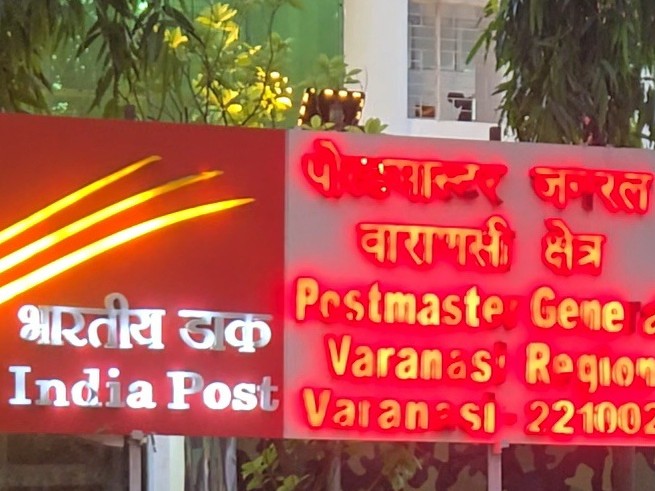 भारतीय डाक
India Post
पोस्टमास्टर जनरल
वाराणसी क्षेत्र
Postmaster General
Varanasi Region
Varanasi - 221002